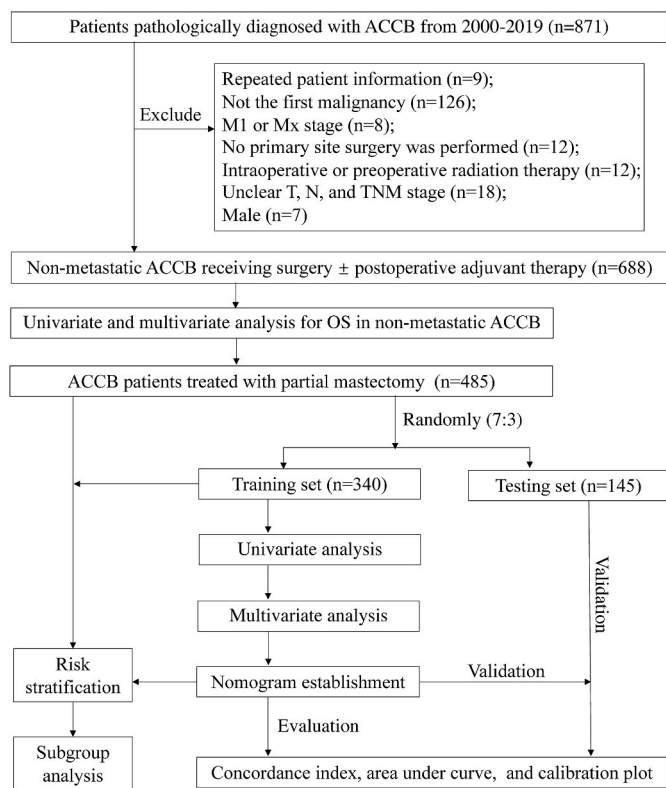 Patients pathologically diagnosed with ACCB from 2000-2019 (n=871)
Exclude
Repeated patient information (n=9);
Not the first malignancy (n=126);
M1 or Mx stage (n=8);
No primary site surgery was performed (n=12);
Intraoperative or preoperative radiation therapy (n=12);
Unclear T, N, and TNM stage (n=18);
Male (n=7)
Non-metastatic ACCB receiving surgery ± postoperative adjuvant therapy (n=688)
Univariate and multivariate analysis for OS in non-metastatic ACCB
ACCB patients treated with partial mastectomy (n=485)
Randomly (7:3)
Training set (n=340)
Testing set (n=145)
Univariate analysis
Validation
Multivariate analysis
Risk
stratification
Nomogram establishment
Validation
Evaluation
Subgroup
analysis
Concordance index, area under curve, and calibration plot